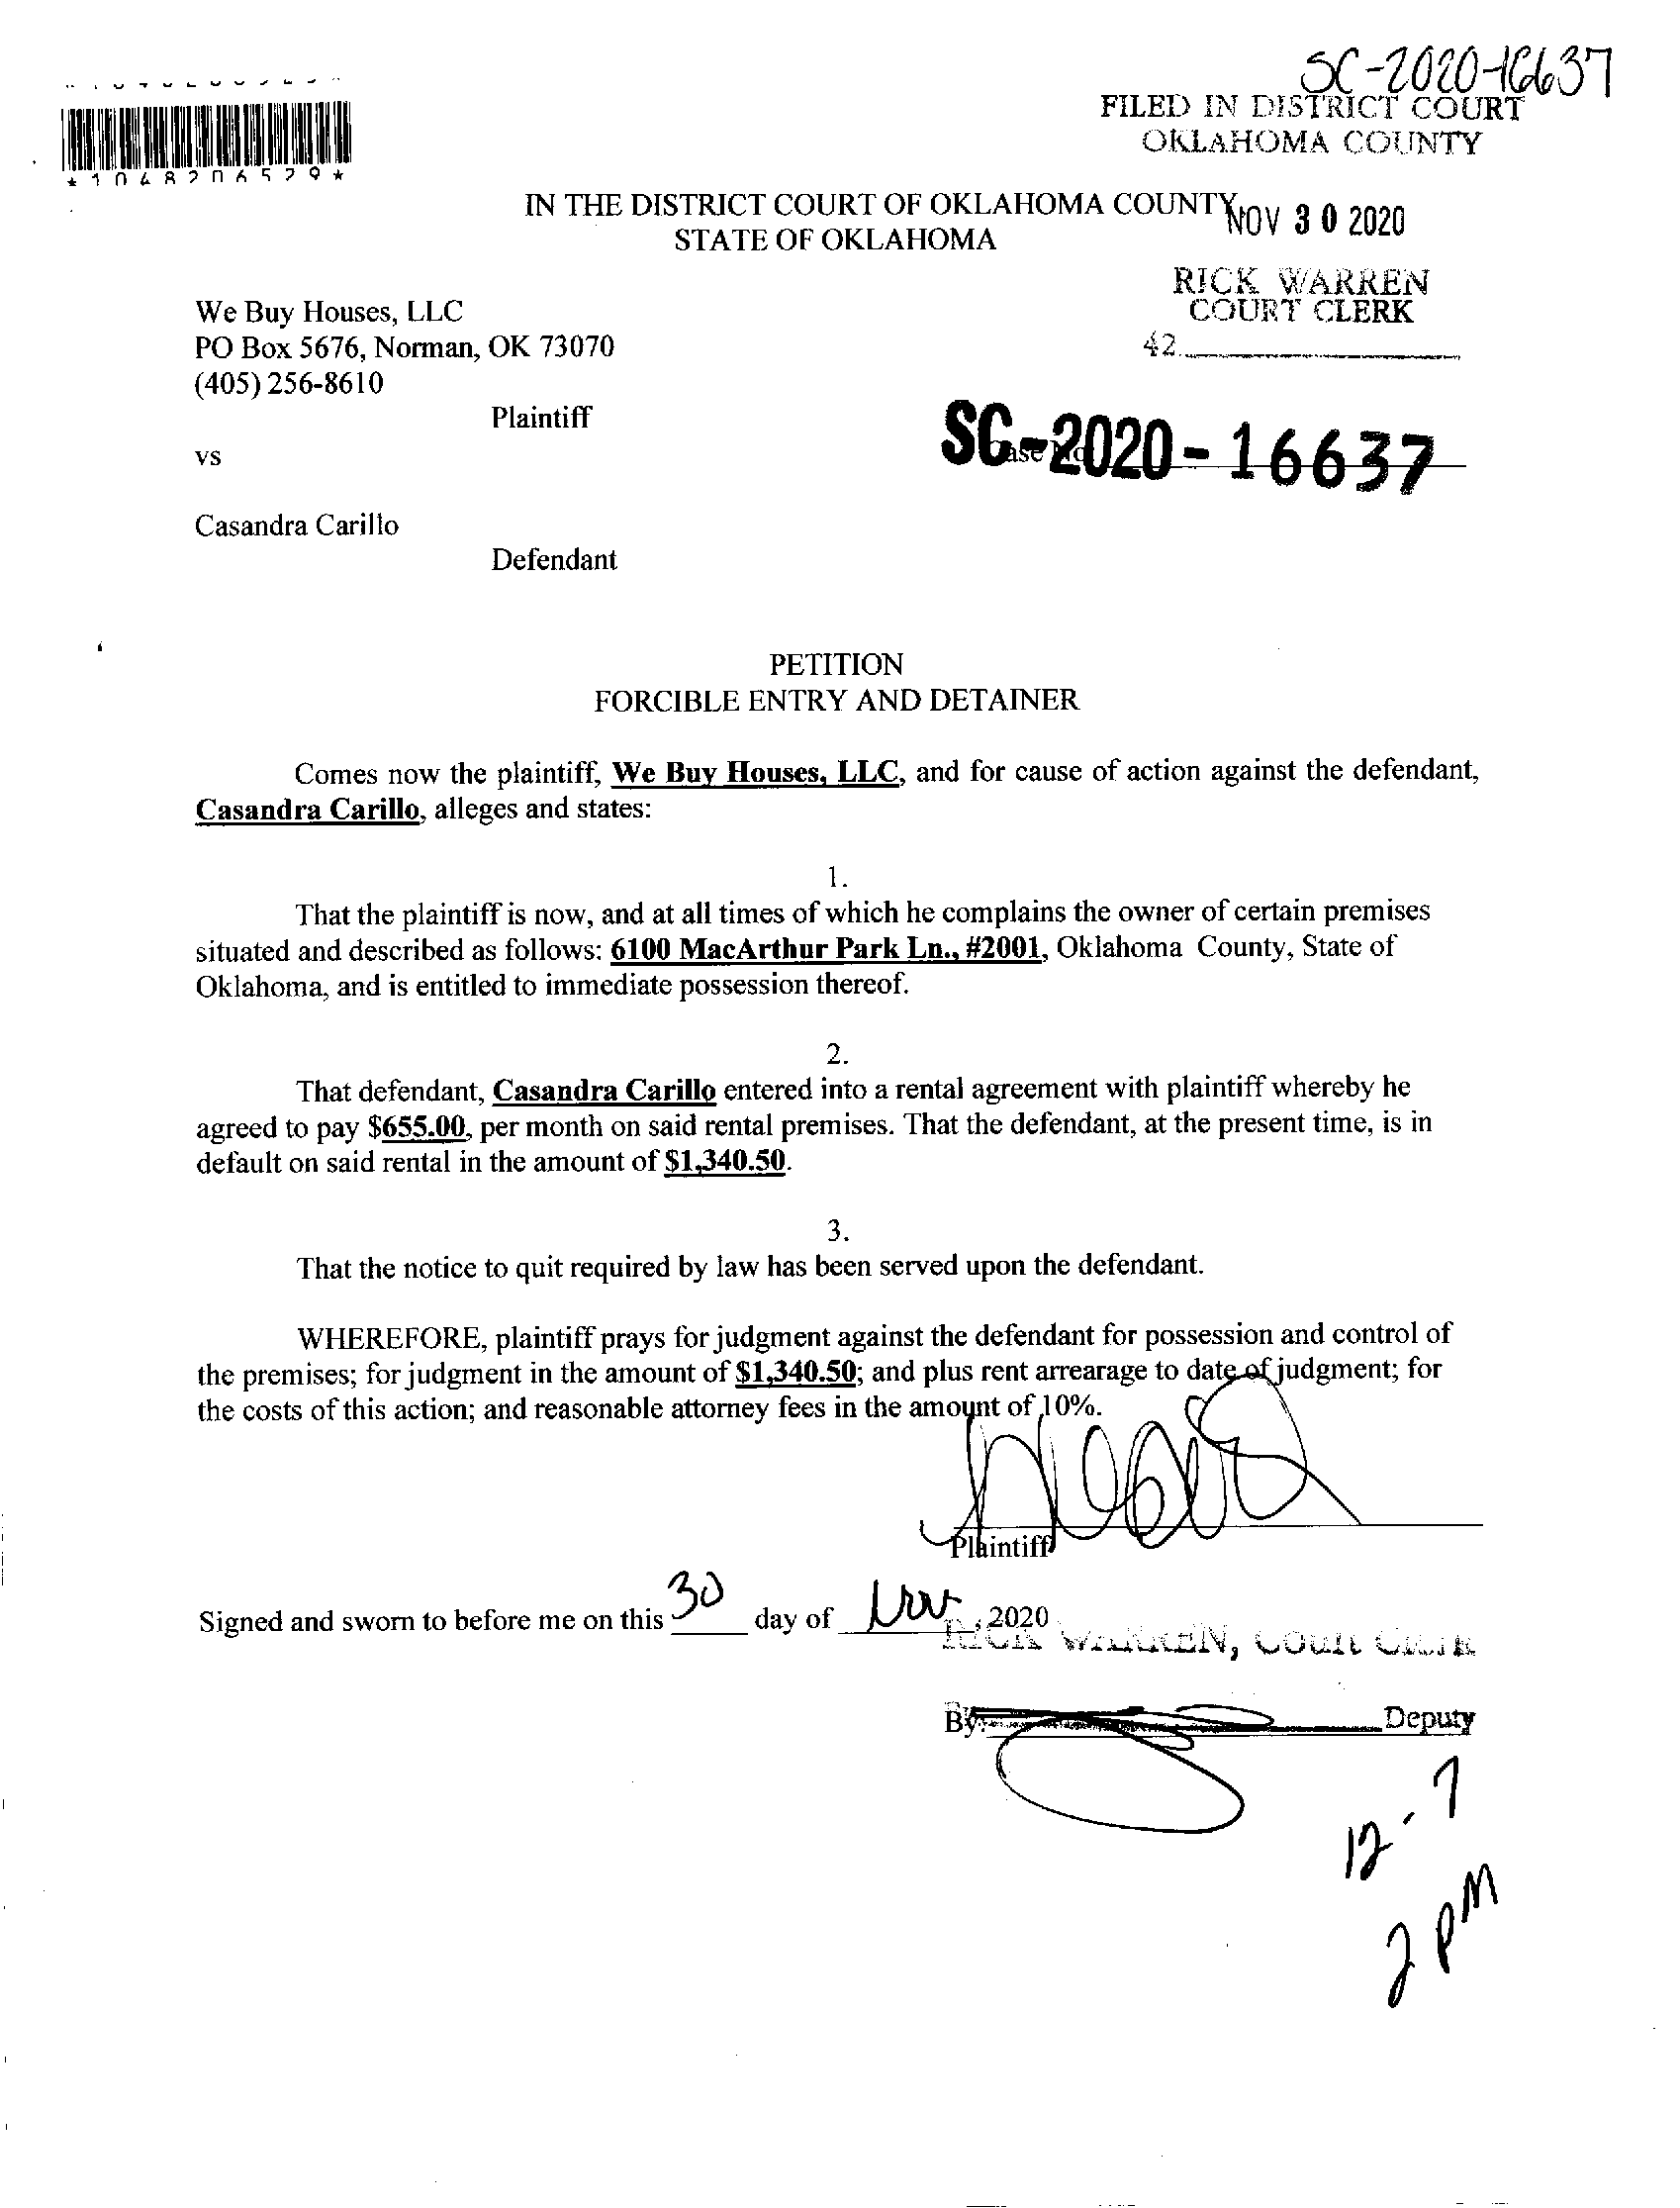 SC-2020-16637
FILED IN DISTRICT COURT
OKLAHOMA COUNTY
*1048206529*
IN THE DISTRICT COURT OF OKLAHOMA COUNTY
NOV 30 2020
STATE OF OKLAHOMA
RICK WARREN
COURT CLERK
We Buy Houses, LLC
PO Box 5676, Norman, OK 73070
42
(405) 256-8610
Plaintiff
SC-2020-16637
vs
Casandra Carillo
Defendant
PETITION
FORCIBLE ENTRY AND DETAINER
Comes now the plaintiff, We Buy Houses, LLC, and for cause of action against the defendant,
Casandra Carillo, alleges and states:
1.
That the plaintiff is now, and at all times of which he complains the owner of certain premises
situated and described as follows: 6100 MacArthur Park Ln., #2001, Oklahoma County, State of
Oklahoma, and is entitled to immediate possession thereof.
2.
That defendant, Casandra Carillo entered into a rental agreement with plaintiff whereby he
agreed to pay $655.00, per month on said rental premises. That the defendant, at the present time, is in
default on said rental in the amount of $1,340.50.
3.
That the notice to quit required by law has been served upon the defendant.
WHEREFORE, plaintiff prays for judgment against the defendant for possession and control of
the premises; for judgment in the amount of $1,340.50; and plus rent arrearage to date of judgment; for
the costs of this action; and reasonable attorney fees in the amount of 10%.
Plaintiff
Signed and sworn to before me on this 30 day of Nov, 2020
RICK WARREN, Court Clerk
By: Deputy
12-7
2 PM